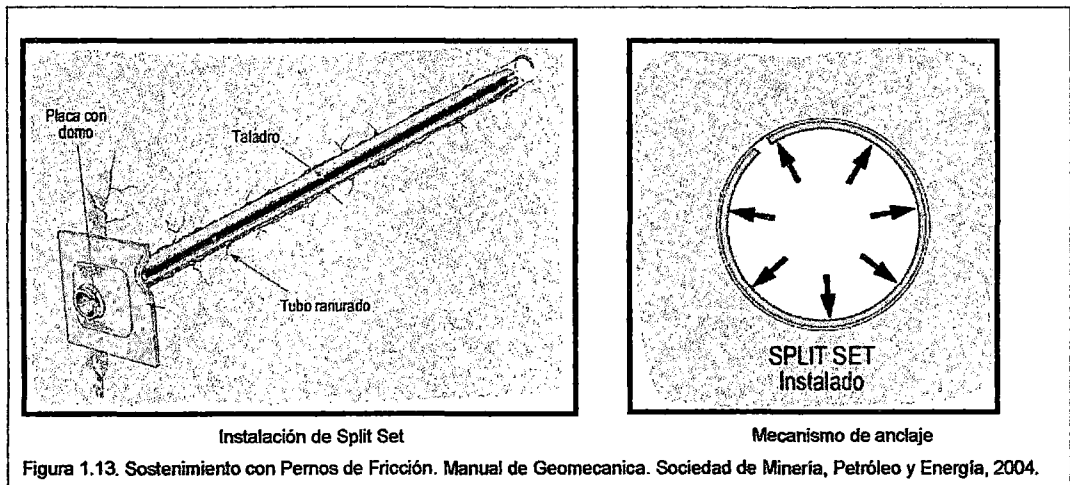 Placa con
domo
Taladro
Tubo ranurado
SPLIT SET
Instalado
Instalación de Split Set
Mecanismo de anclaje
Figura 1.13. Sostenimiento con Pernos de Fricción. Manual de Geomecanica. Sociedad de Minería, Petróleo y Energía, 2004.